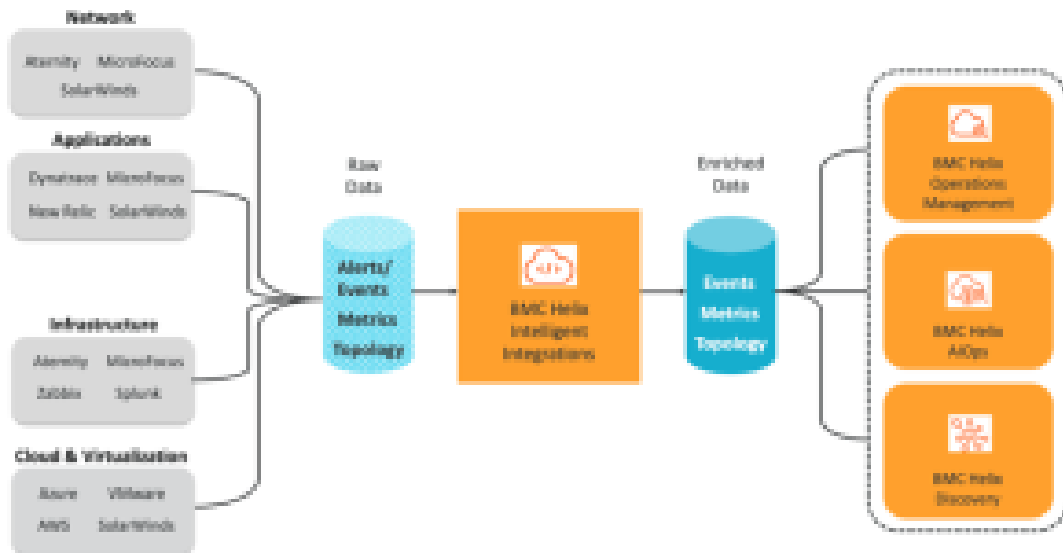 Network
Aternity MicroFocus
SolarWinds
Applications
Dynatrace MicroFocus
New Relic SolarWinds
Infrastructure
Aternity MicroFocus
Zabbix Splunk
Cloud & Virtualization
Azure VMware
AWS SolarWinds
Raw
Data
Alerts/
Events
Metrics
Topology
BMC Helix
Intelligent
Integrations
Enriched
Data
Events
Metrics
Topology
BMC Helix
Operations
Management
BMC Helix
AIOps
BMC Helix
Discovery